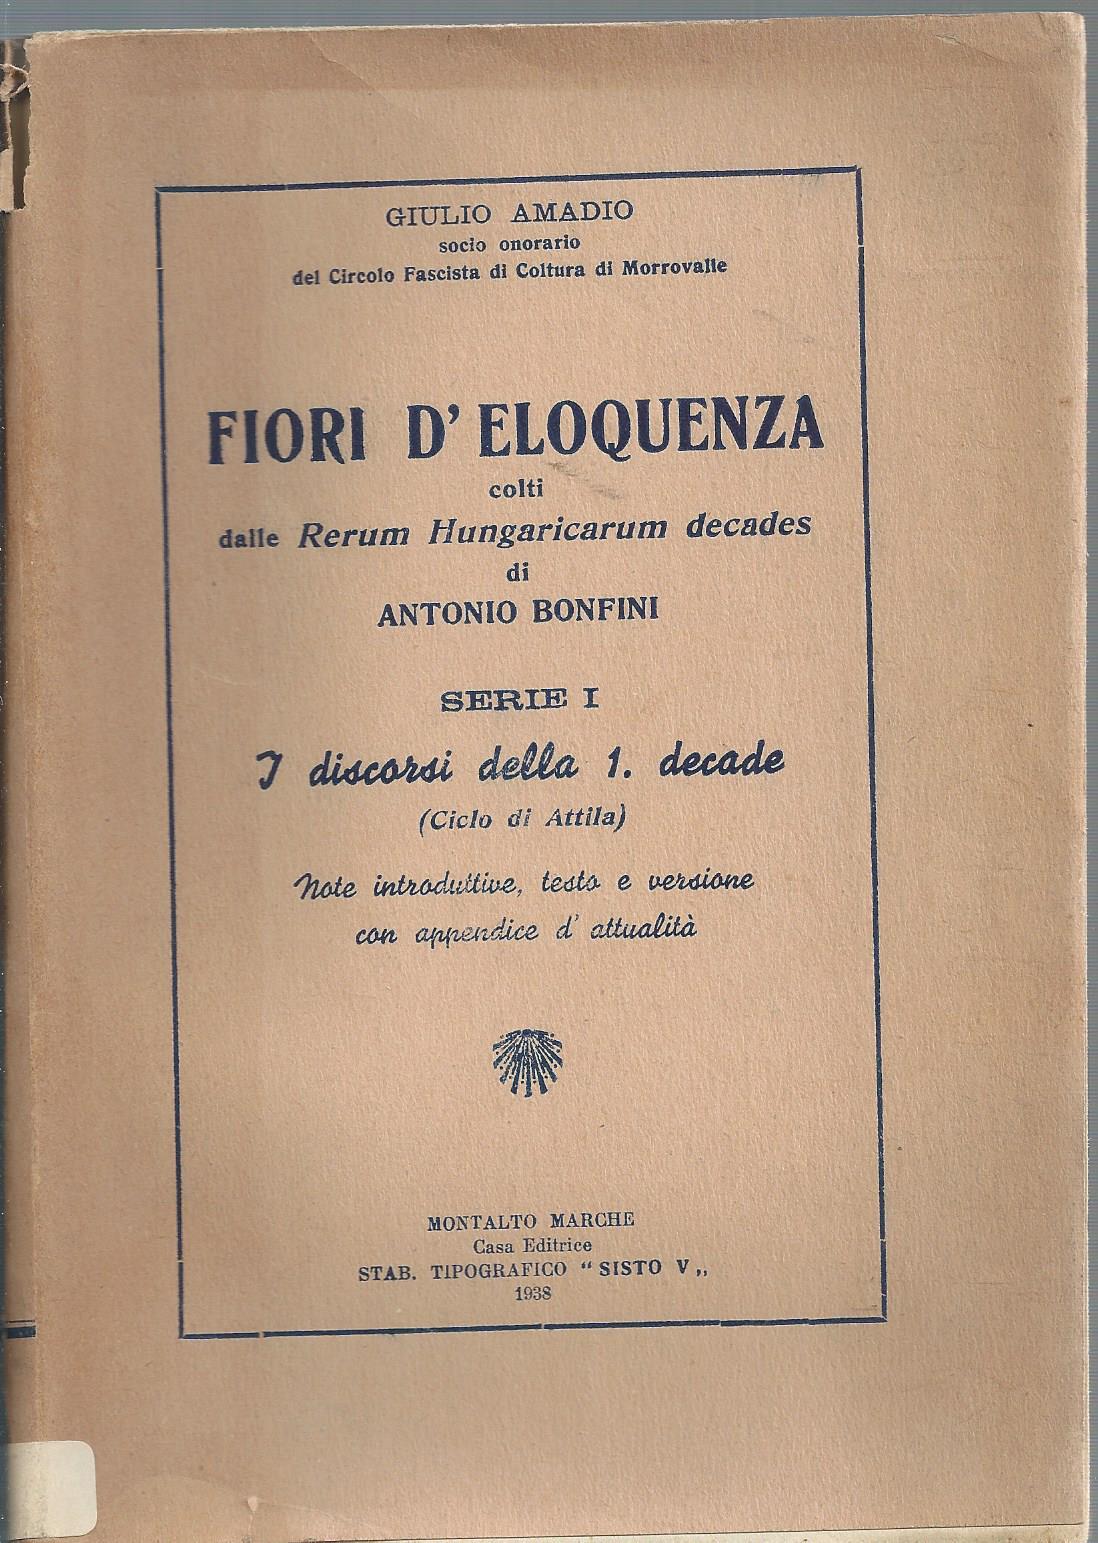 GIULIO AMADIO
socio onorario
del Circolo Fascista di Coltura di Morrovalle
FIORI D' ELOQUENZA
colti
dalle Rerum Hungaricarum decades
di
ANTONIO BONFINI
SERIE I
I discorsi della 1. decade
(Ciclo di Attila)
Note introduttive, testo e versione
con appendice d' attualità
MONTALTO MARCHE
Casa Editrice
STAB. TIPOGRAFICO “ SISTO V „
1938